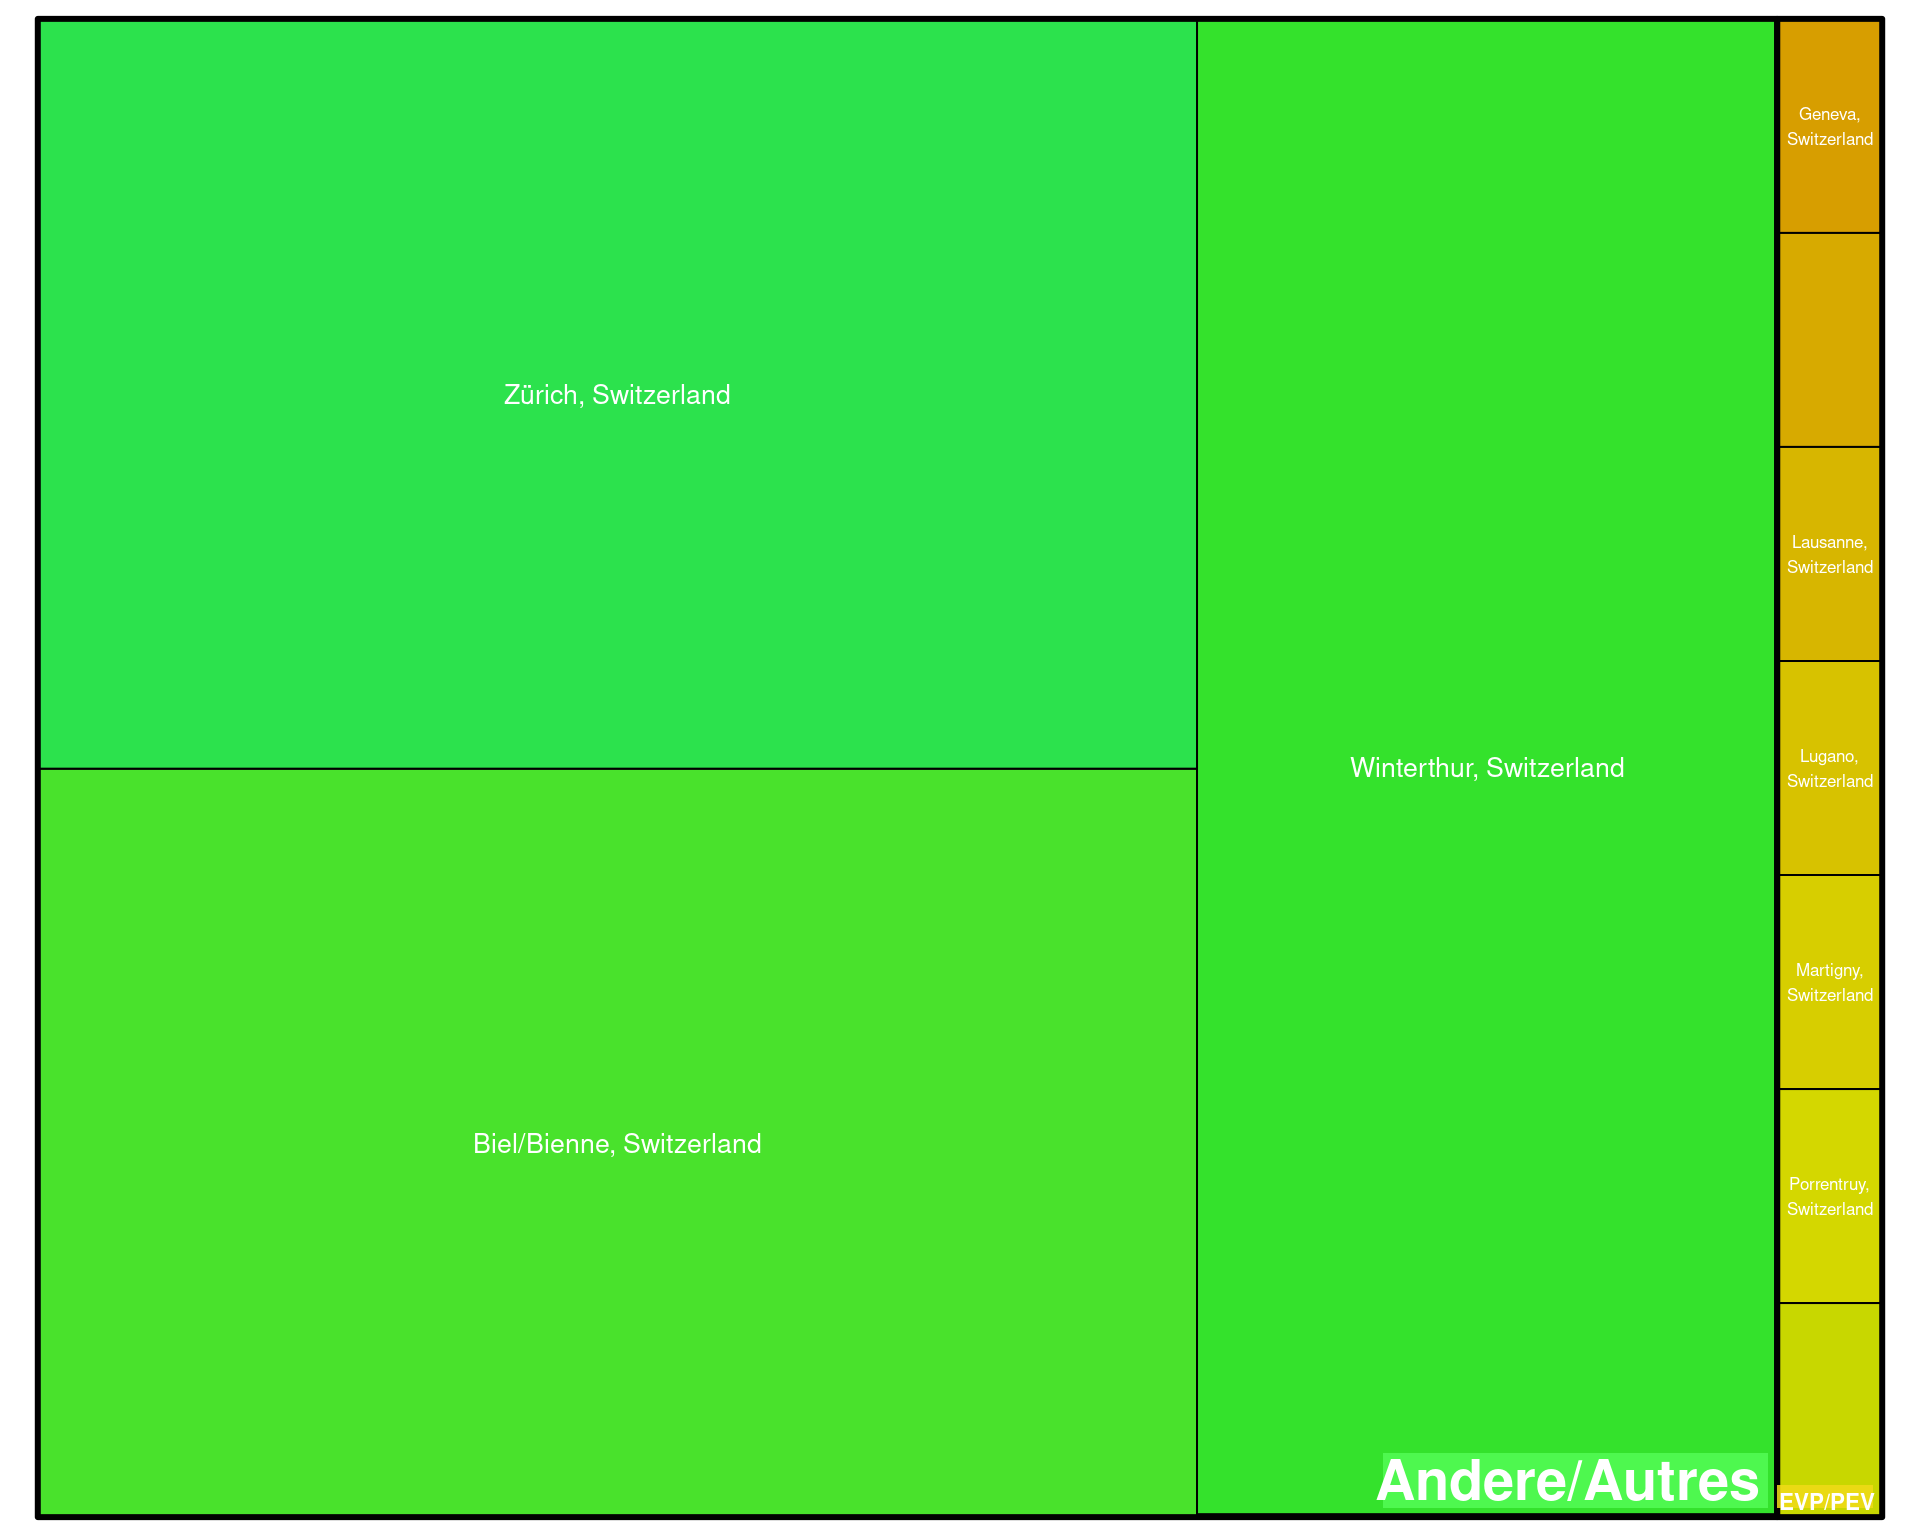 Zürich, Switzerland
Biel/Bienne, Switzerland
Winterthur, Switzerland
Andere/Autres
Geneva,
Switzerland
Lausanne,
Switzerland
Lugano,
Switzerland
Martigny,
Switzerland
Porrentruy,
Switzerland
EVP/PEV